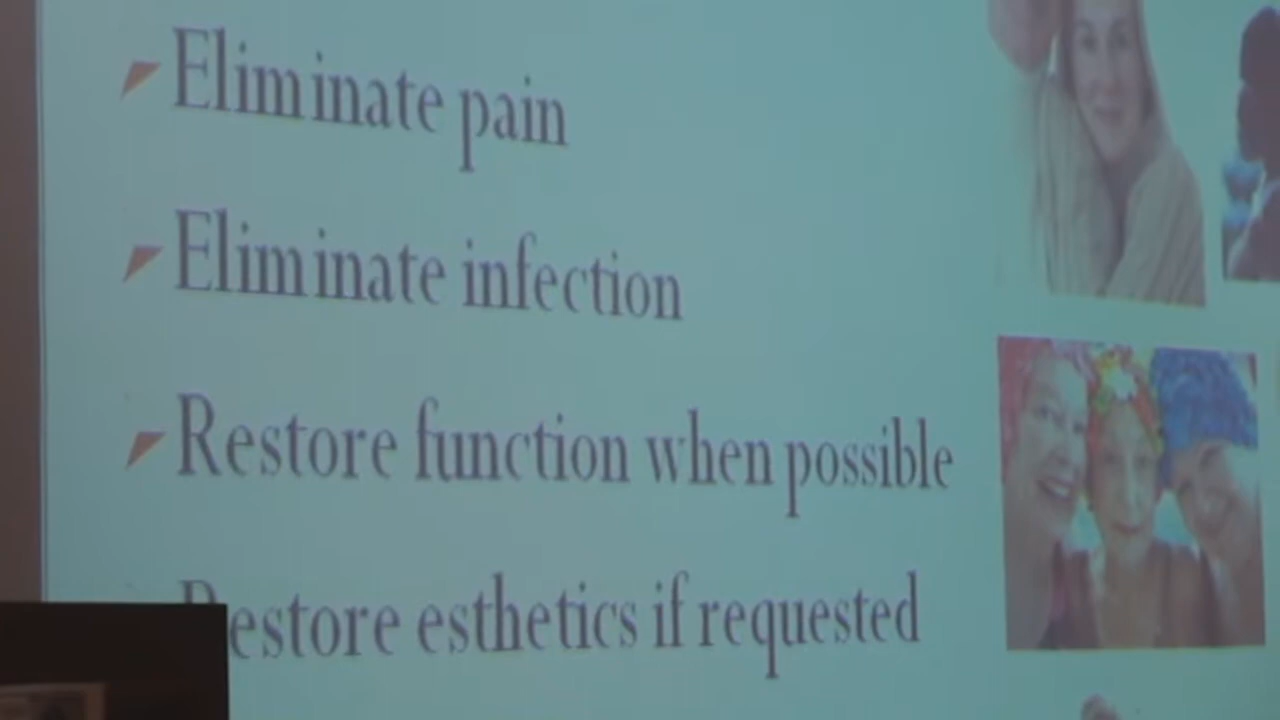 Eliminate pain
Eliminate infection
Restore function when possible
Restore esthetics if requested